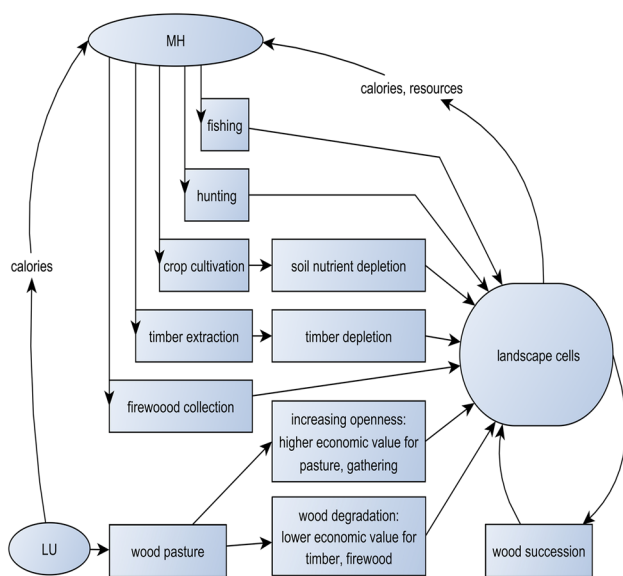 MH
calories, resources
fishing
hunting
calories
crop cultivation
soil nutrient depletion
timber extraction
timber depletion
landscape cells
firewoood collection
increasing openness:
higher economic value for
pasture, gathering
wood degradation:
lower economic value for
timber, firewood
LU
wood pasture
wood succession